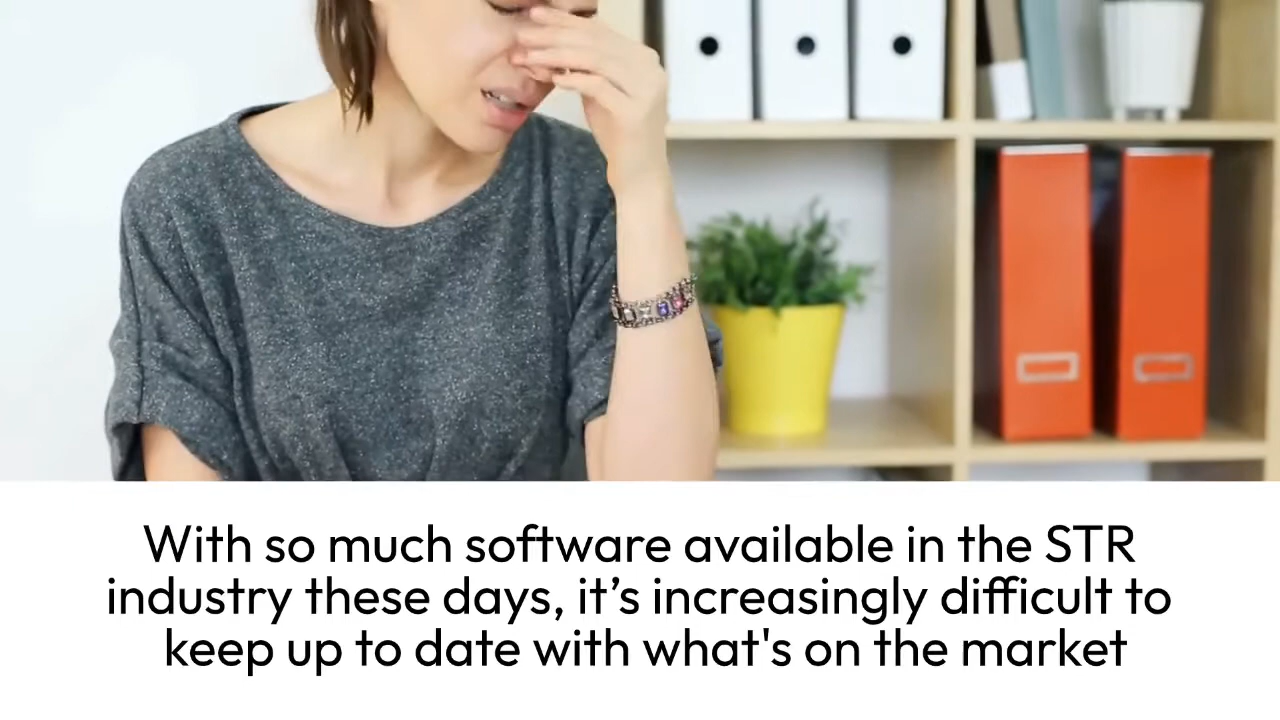 With so much software available in the STR
industry these days, it’s increasingly difficult to
keep up to date with what's on the market